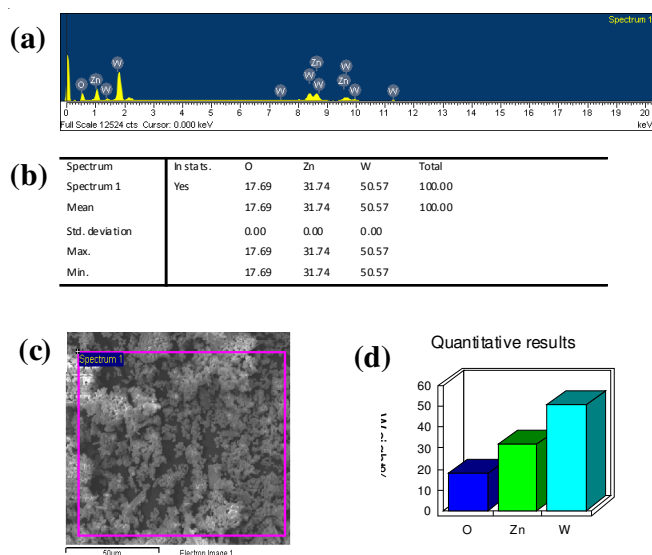 Spectrum 1
(a)
O Zn W W W W Zn W Zn W W W
0 1 2 3 4 5 6 7 8 9 10 11 12 13 14 15 16 17 18 19 20
Full Scale 12524 cts Cursor: 0.000 keV keV
(b)
Spectrum In stats. O Zn W Total
Spectrum 1 Yes 17.69 31.74 50.57 100.00
Mean 17.69 31.74 50.57 100.00
Std. deviation 0.00 0.00 0.00
Max. 17.69 31.74 50.57
Min. 17.69 31.74 50.57
(c)
Spectrum 1
50µm Electron Image 1
(d)
Quantitative results
Weight%
60
50
40
30
20
10
0
O Zn W